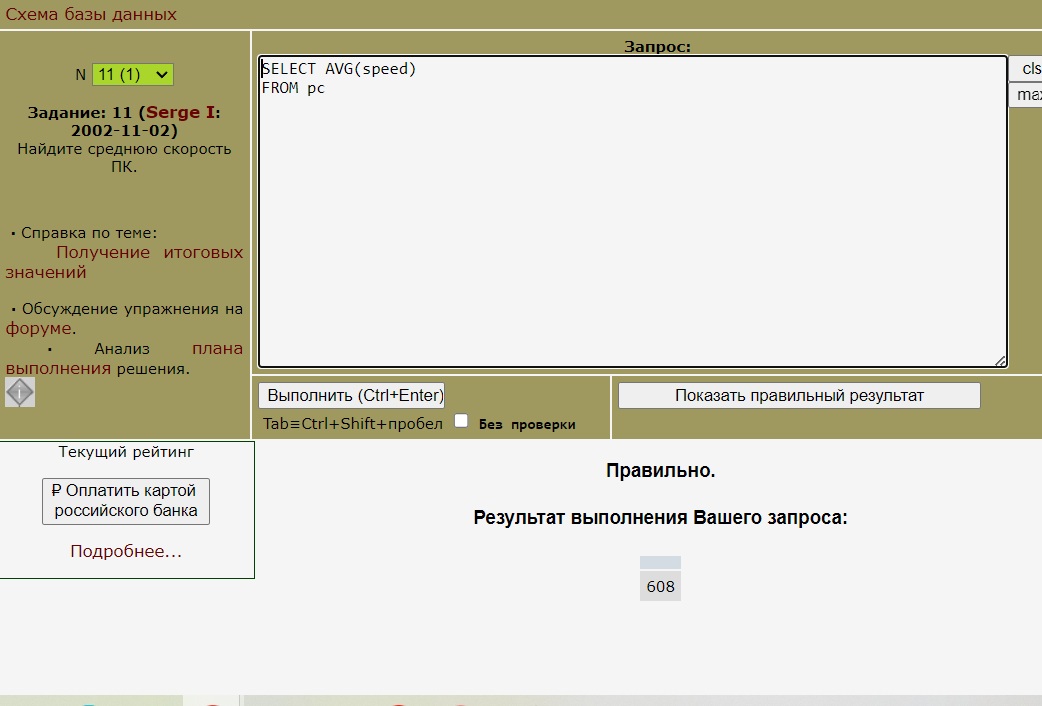 Схема базы данных
N 11 (1)
Задание: 11 (Serge I:
2002-11-02)
Найдите среднюю скорость
ПК.
• Справка по теме:
Получение итоговых
значений
• Обсуждение упражнения на
форуме.
• Анализ плана
выполнения решения.
Запрос:
SELECT AVG(speed)
FROM pc
cls
Выполнить (Ctrl+Enter)
Tab≡Ctrl+Shift+пробел Без проверки
Показать правильный результат
Текущий рейтинг
₽ Оплатить картой
российского банка
Подробнее...
Правильно.
Результат выполнения Вашего запроса:
608